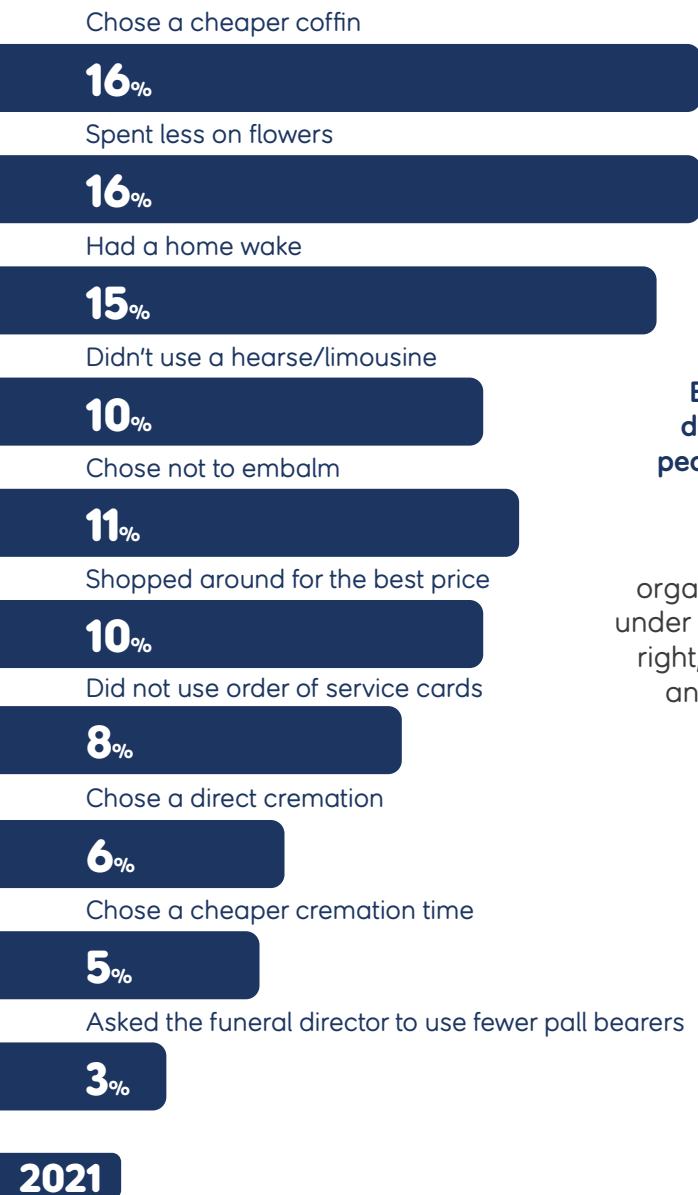 Chose a cheaper coffin
16%
Spent less on flowers
16%
Had a home wake
15%
Didn't use a hearse/limousine
10%
Chose not to embalm
11%
Shopped around for the best price
10%
Did not use order of service cards
8%
Chose a direct cremation
6%
Chose a cheaper cremation time
5%
Asked the funeral director to use fewer pall bearers
3%
2021
under
right,